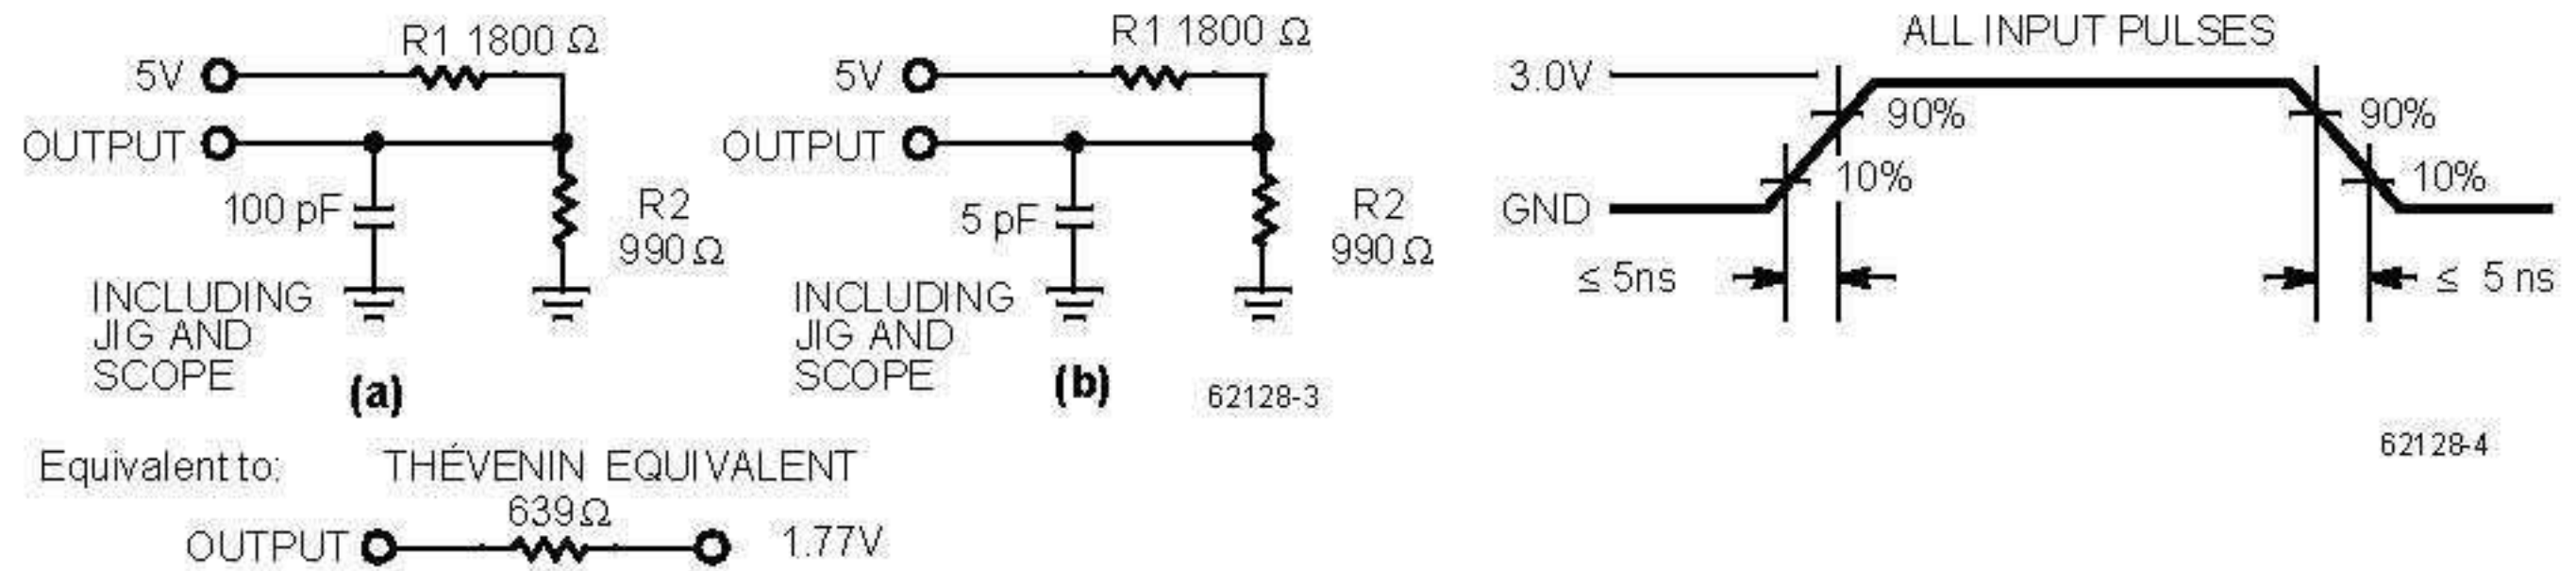 R1 1800 Ω
5V
OUTPUT
100 pF
R2
990 Ω
INCLUDING
JIG AND
SCOPE
(a)
R1 1800 Ω
5V
OUTPUT
5 pF
R2
990 Ω
INCLUDING
JIG AND
SCOPE
(b)
62128-3
ALL INPUT PULSES
3.0V
90%
10%
GND
90%
10%
≤ 5ns
≤ 5 ns
62128-4
Equivalent to:
THÉVENIN EQUIVALENT
639Ω
OUTPUT
1.77V